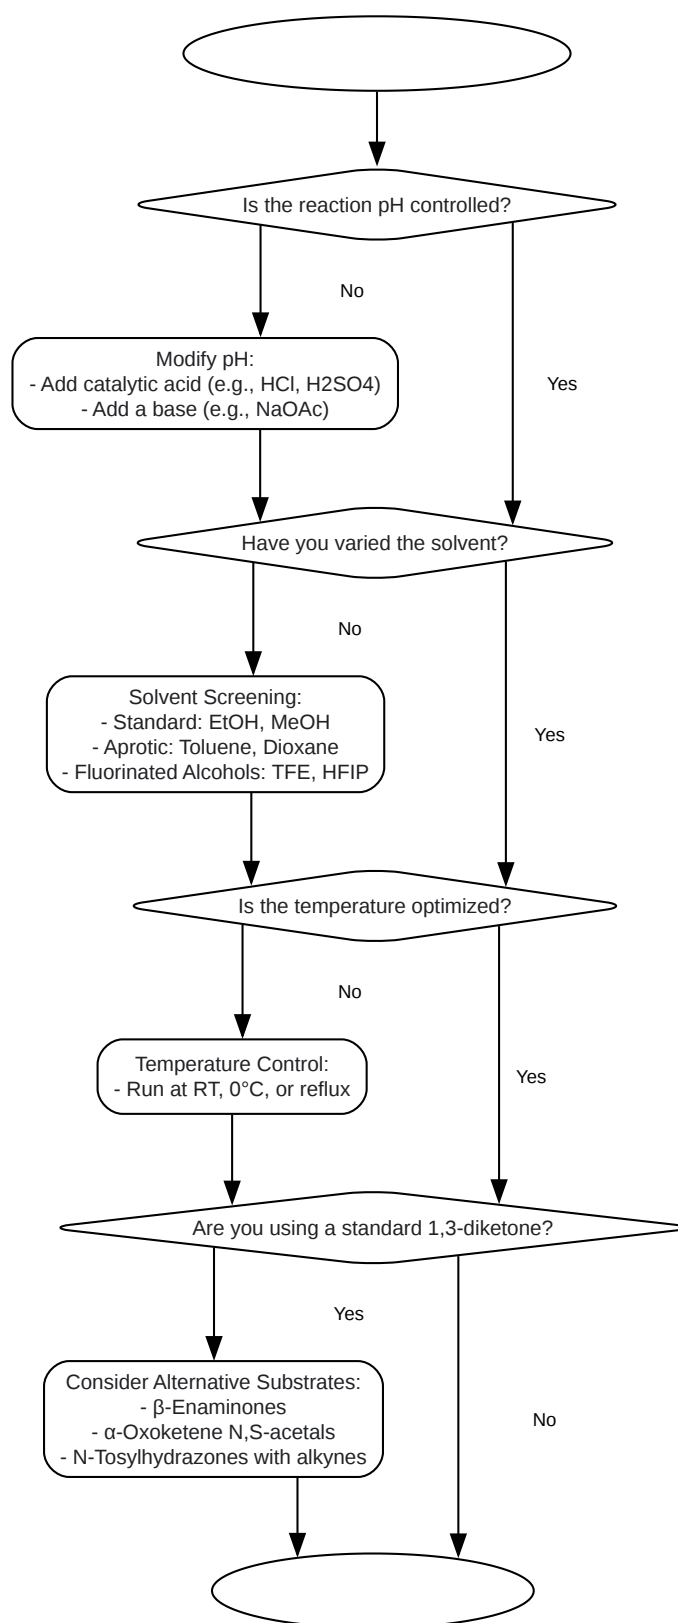 Is the reaction pH controlled?
No
Modify pH:
- Add catalytic acid (e.g., HCl, H2SO4)
- Add a base (e.g., NaOAc)
Yes
Have you varied the solvent?
No
Solvent Screening:
- Standard: EtOH, MeOH
- Aprotic: Toluene, Dioxane
- Fluorinated Alcohols: TFE, HFIP
Yes
Is the temperature optimized?
No
Temperature Control:
- Run at RT, 0°C, or reflux
Yes
Are you using a standard 1,3-diketone?
Yes
Consider Alternative Substrates:
- β-Enaminones
- α-Oxoketene N,S-acetals
- N-Tosylhydrazones with alkynes
No